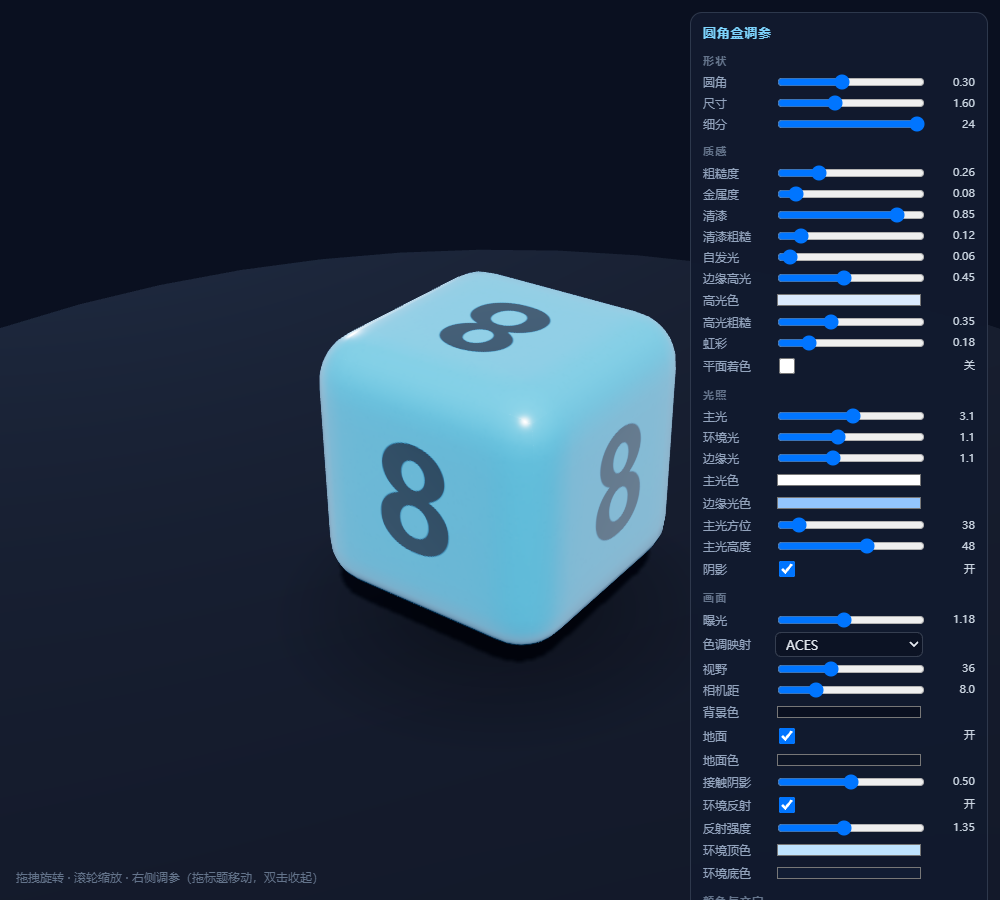 圆角盒调参
形状
圆角 0.30
尺寸 1.60
细分 24
质感
粗糙度 0.26
金属度 0.08
清漆 0.85
清漆粗糙 0.12
自发光 0.06
边缘高光 0.45
高光色
高光粗糙 0.35
虹彩 0.18
平面着色 关
光照
主光 3.1
环境光 1.1
边缘光 1.1
主光色
边缘光色
主光方位 38
主光高度 48
阴影 开
画面
曝光 1.18
色调映射 ACES
视野 36
相机距 8.0
背景色
地面 开
地面色
接触阴影 0.50
环境反射 开
反射强度 1.35
环境顶色
环境底色
8
8
8
拖拽旋转 · 滚轮缩放 · 右侧调参（拖标题移动，双击收起）